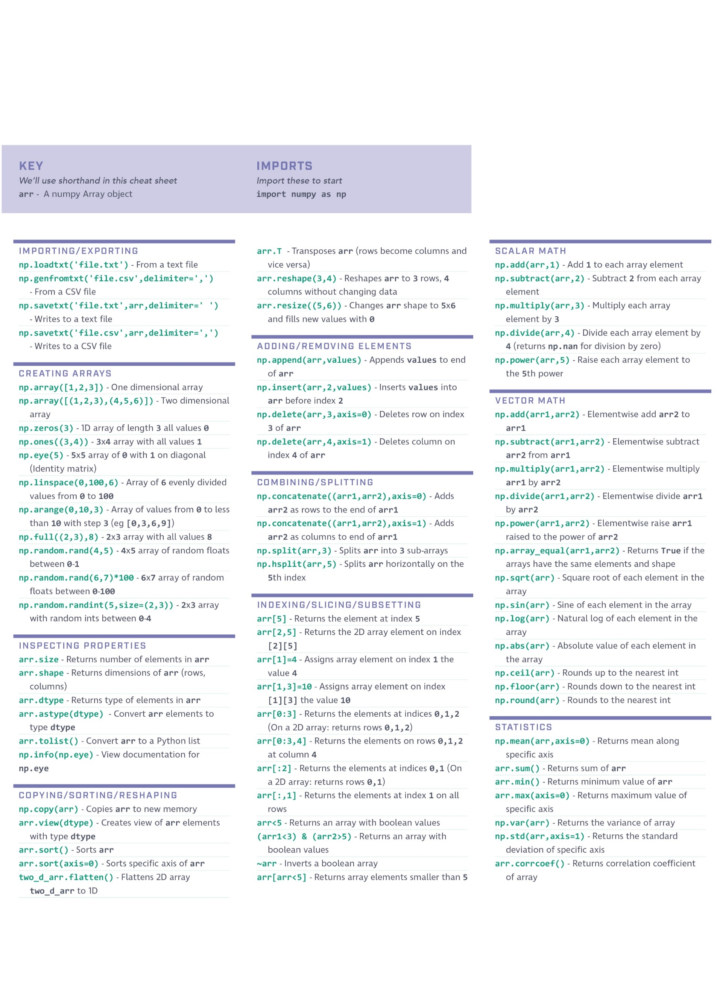 KEY
We'll use shorthand in this cheat sheet
arr - A numpy Array object
IMPORTS
Import these to start
import numpy as np
IMPORTING/EXPORTING
np.loadtxt('file.txt') - From a text file
np.genfromtxt('file.csv',delimiter=',')
- From a CSV file
np.savetxt('file.txt',arr,delimiter=' ')
- Writes to a text file
np.savetxt('file.csv',arr,delimiter=',')
- Writes to a CSV file
CREATING ARRAYS
np.array([1,2,3]) - One dimensional array
np.array([(1,2,3),(4,5,6)]) - Two dimensional
array
np.zeros(3) - 1D array of length 3 all values 0
np.ones((3,4)) - 3x4 array with all values 1
np.eye(5) - 5x5 array of 0 with 1 on diagonal
(Identity matrix)
np.linspace(0,100,6) - Array of 6 evenly divided
values from 0 to 100
np.arange(0,10,3) - Array of values from 0 to less
than 10 with step 3 (eg [0,3,6,9])
np.full((2,3),8) - 2x3 array with all values 8
np.random.rand(4,5) - 4x5 array of random floats
between 0-1
np.random.rand(6,7)*100 - 6x7 array of random
floats between 0-100
np.random.randint(5,size=(2,3)) - 2x3 array
with random ints between 0-4
INSPECTING PROPERTIES
arr.size - Returns number of elements in arr
arr.shape - Returns dimensions of arr (rows,
columns)
arr.dtype - Returns type of elements in arr
arr.astype(dtype) - Convert arr elements to
type dtype
arr.tolist() - Convert arr to a Python list
np.info(np.eye) - View documentation for
np.eye
COPYING/SORTING/RESHAPING
np.copy(arr) - Copies arr to new memory
arr.view(dtype) - Creates view of arr elements
with type dtype
arr.sort() - Sorts arr
arr.sort(axis=0) - Sorts specific axis of arr
two_d_arr.flatten() - Flattens 2D array
two_d_arr to 1D
arr.T - Transposes arr (rows become columns and
vice versa)
arr.reshape(3,4) - Reshapes arr to 3 rows, 4
columns without changing data
arr.resize((5,6)) - Changes arr shape to 5x6
and fills new values with 0
ADDING/REMOVING ELEMENTS
np.append(arr,values) - Appends values to end
of arr
np.insert(arr,2,values) - Inserts values into
arr before index 2
np.delete(arr,3,axis=0) - Deletes row on index
3 of arr
np.delete(arr,4,axis=1) - Deletes column on
index 4 of arr
COMBINING/SPLITTING
np.concatenate((arr1,arr2),axis=0) - Adds
arr2 as rows to the end of arr1
np.concatenate((arr1,arr2),axis=1) - Adds
arr2 as columns to end of arr1
np.split(arr,3) - Splits arr into 3 sub-arrays
np.hsplit(arr,5) - Splits arr horizontally on the
5th index
INDEXING/SLICING/SUBSETTING
arr[5] - Returns the element at index 5
arr[2,5] - Returns the 2D array element on index
[2][5]
arr[1]=4 - Assigns array element on index 1 the
value 4
arr[1,3]=10 - Assigns array element on index
[1][3] the value 10
arr[0:3] - Returns the elements at indices 0,1,2
(On a 2D array: returns rows 0,1,2)
arr[0:3,4] - Returns the elements on rows 0,1,2
at column 4
arr[:2] - Returns the elements at indices 0,1 (On
a 2D array: returns rows 0,1)
arr[:,1] - Returns the elements at index 1 on all
rows
arr<5 - Returns an array with boolean values
(arr1<3) & (arr2>5) - Returns an array with
boolean values
~arr - Inverts a boolean array
arr[arr<5] - Returns array elements smaller than 5
SCALAR MATH
np.add(arr,1) - Add 1 to each array element
np.subtract(arr,2) - Subtract 2 from each array
element
np.multiply(arr,3) - Multiply each array
element by 3
np.divide(arr,4) - Divide each array element by
4 (returns np.nan for division by zero)
np.power(arr,5) - Raise each array element to
the 5th power
VECTOR MATH
np.add(arr1,arr2) - Elementwise add arr2 to
arr1
np.subtract(arr1,arr2) - Elementwise subtract
arr2 from arr1
np.multiply(arr1,arr2) - Elementwise multiply
arr1 by arr2
np.divide(arr1,arr2) - Elementwise divide arr1
by arr2
np.power(arr1,arr2) - Elementwise raise arr1
raised to the power of arr2
np.array_equal(arr1,arr2) - Returns True if the
arrays have the same elements and shape
np.sqrt(arr) - Square root of each element in the
array
np.sin(arr) - Sine of each element in the array
np.log(arr) - Natural log of each element in the
array
np.abs(arr) - Absolute value of each element in
the array
np.ceil(arr) - Rounds up to the nearest int
np.floor(arr) - Rounds down to the nearest int
np.round(arr) - Rounds to the nearest int
STATISTICS
np.mean(arr,axis=0) - Returns mean along
specific axis
arr.sum() - Returns sum of arr
arr.min() - Returns minimum value of arr
arr.max(axis=0) - Returns maximum value of
specific axis
np.var(arr) - Returns the variance of array
np.std(arr,axis=1) - Returns the standard
deviation of specific axis
arr.corrcoef() - Returns correlation coefficient
of array